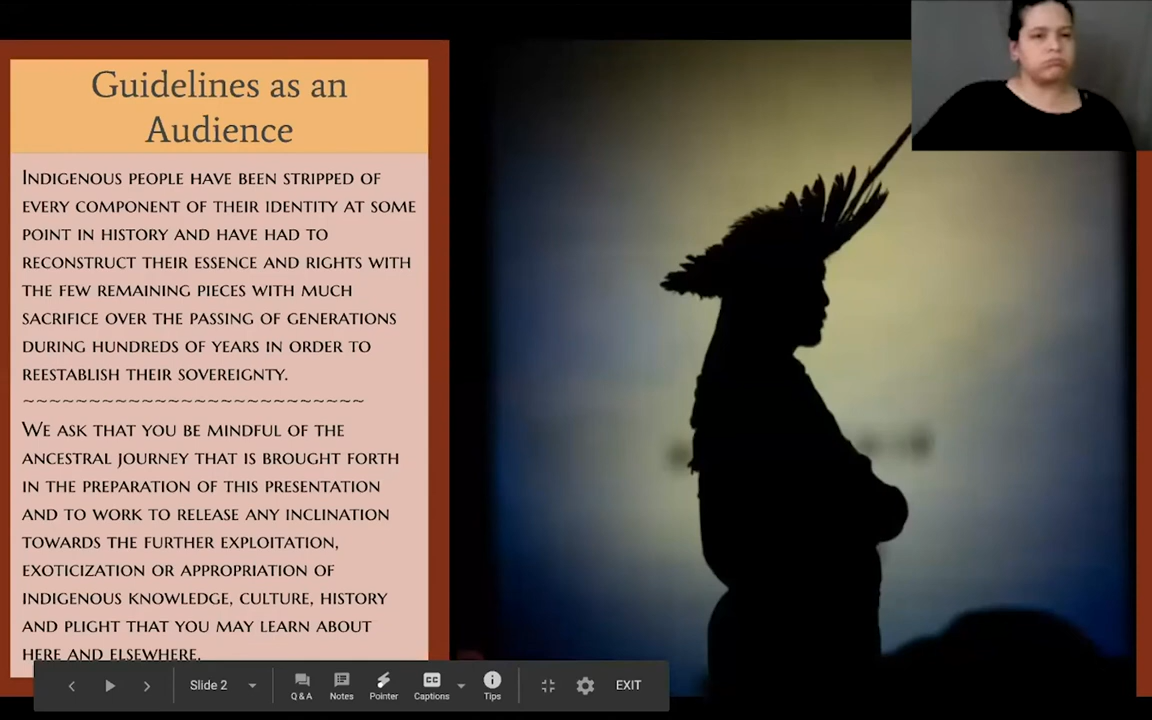 Guidelines as an
Audience
Indigenous people have been stripped of
every component of their identity at some
point in history and have had to
reconstruct their essence and rights with
the few remaining pieces with much
sacrifice over the passing of generations
during hundreds of years in order to
reestablish their sovereignty.
~~~~~~~~~~~~~~~~~~~~~~~~~~
We ask that you be mindful of the
ancestral journey that is brought forth
in the preparation of this presentation
and to work to release any inclination
towards the further exploitation,
exoticization or appropriation of
indigenous knowledge, culture, history
and plight that you may learn about
here and elsewhere.
Slide 2
Q & A
Notes
Pointer
CC
Captions
Tips
EXIT